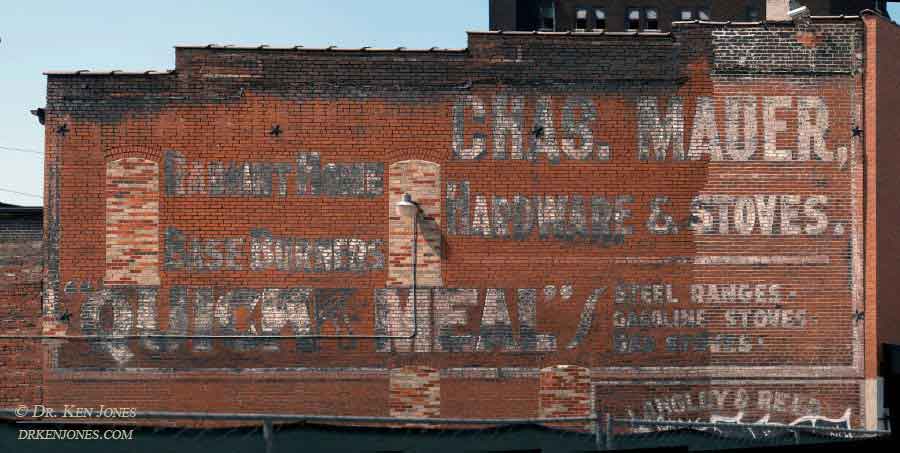 CHAS. MAUER,
HARDWARE & STOVES.
RADIANT HOME
BASE BURNERS
"QUICK MEAL"
STEEL RANGES-
GASOLINE STOVES-
GAS STOVES-
LANGLEY &
© DR. KEN JONES
DRKENJONES.COM